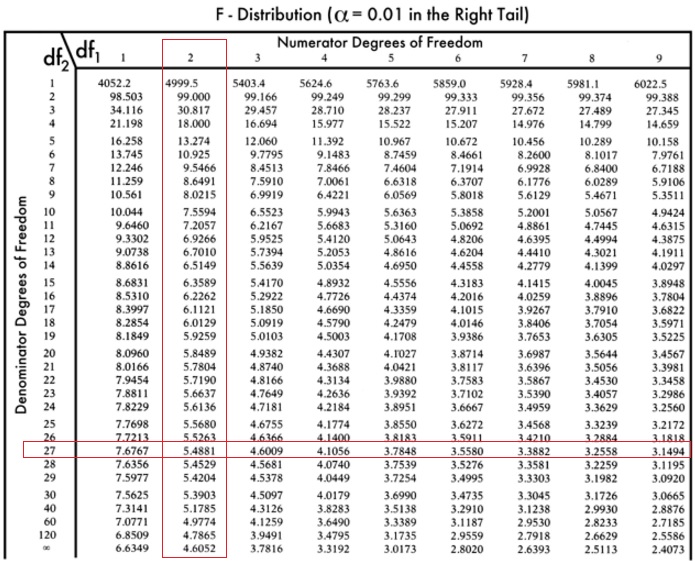 F - Distribution (α = 0.01 in the Right Tail)
Numerator Degrees of Freedom
df₂ \ df₁ 1 2 3 4 5 6 7 8 9
Denominator Degrees of Freedom
1 4052.2 4999.5 5403.4 5624.6 5763.6 5859.0 5928.4 5981.1 6022.5
2 98.503 99.000 99.166 99.249 99.299 99.333 99.356 99.374 99.388
3 34.116 30.817 29.457 28.710 28.237 27.911 27.672 27.489 27.345
4 21.198 18.000 16.694 15.977 15.522 15.207 14.976 14.799 14.659
5 16.258 13.274 12.060 11.392 10.967 10.672 10.456 10.289 10.158
6 13.745 10.925 9.7795 9.1483 8.7459 8.4661 8.2600 8.1017 7.9761
7 12.246 9.5466 8.4513 7.8466 7.4604 7.1914 6.9928 6.8400 6.7188
8 11.259 8.6491 7.5910 7.0061 6.6318 6.3707 6.1776 6.0289 5.9106
9 10.561 8.0215 6.9919 6.4221 6.0569 5.8018 5.6129 5.4671 5.3511
10 10.044 7.5594 6.5523 5.9943 5.6363 5.3858 5.2001 5.0567 4.9424
11 9.6460 7.2057 6.2167 5.6683 5.3160 5.0692 4.8861 4.7445 4.6315
12 9.3302 6.9266 5.9525 5.4120 5.0643 4.8206 4.6395 4.4994 4.3875
13 9.0738 6.7010 5.7394 5.2053 4.8616 4.6204 4.4410 4.3021 4.1911
14 8.8616 6.5149 5.5639 5.0354 4.6950 4.4558 4.2779 4.1399 4.0297
15 8.6831 6.3589 5.4170 4.8932 4.5556 4.3183 4.1415 4.0045 3.8948
16 8.5310 6.2262 5.2922 4.7726 4.4374 4.2016 4.0259 3.8896 3.7804
17 8.3997 6.1121 5.1850 4.6690 4.3359 4.1015 3.9267 3.7910 3.6822
18 8.2854 6.0129 5.0919 4.5790 4.2479 4.0146 3.8406 3.7054 3.5971
19 8.1849 5.9259 5.0103 4.5003 4.1708 3.9386 3.7653 3.6305 3.5225
20 8.0960 5.8489 4.9382 4.4307 4.1027 3.8714 3.6987 3.5644 3.4567
21 8.0166 5.7804 4.8740 4.3688 4.0421 3.8117 3.6396 3.5056 3.3981
22 7.9454 5.7190 4.8166 4.3134 3.9880 3.7583 3.5867 3.4530 3.3458
23 7.8811 5.6637 4.7649 4.2636 3.9392 3.7102 3.5390 3.4057 3.2986
24 7.8229 5.6136 4.7181 4.2184 3.8951 3.6667 3.4959 3.3629 3.2560
25 7.7698 5.5680 4.6755 4.1774 3.8550 3.6272 3.4568 3.3239 3.2172
26 7.7213 5.5263 4.6366 4.1400 3.8183 3.5911 3.4210 3.2884 3.1818
27 7.6767 5.4881 4.6009 4.1056 3.7848 3.5580 3.3882 3.2558 3.1494
28 7.6356 5.4529 4.5681 4.0740 3.7539 3.5276 3.3581 3.2259 3.1195
29 7.5977 5.4204 4.5378 4.0449 3.7254 3.4995 3.3303 3.1982 3.0920
30 7.5625 5.3903 4.5097 4.0179 3.6990 3.4735 3.3045 3.1726 3.0665
40 7.3141 5.1785 4.3126 3.8283 3.5138 3.2910 3.1238 2.9930 2.8876
60 7.0771 4.9774 4.1259 3.6490 3.3389 3.1187 2.9530 2.8233 2.7185
120 6.8509 4.7865 3.9491 3.4795 3.1735 2.9559 2.7918 2.6629 2.5586
∞ 6.6349 4.6052 3.7816 3.3192 3.0173 2.8020 2.6393 2.5113 2.4073